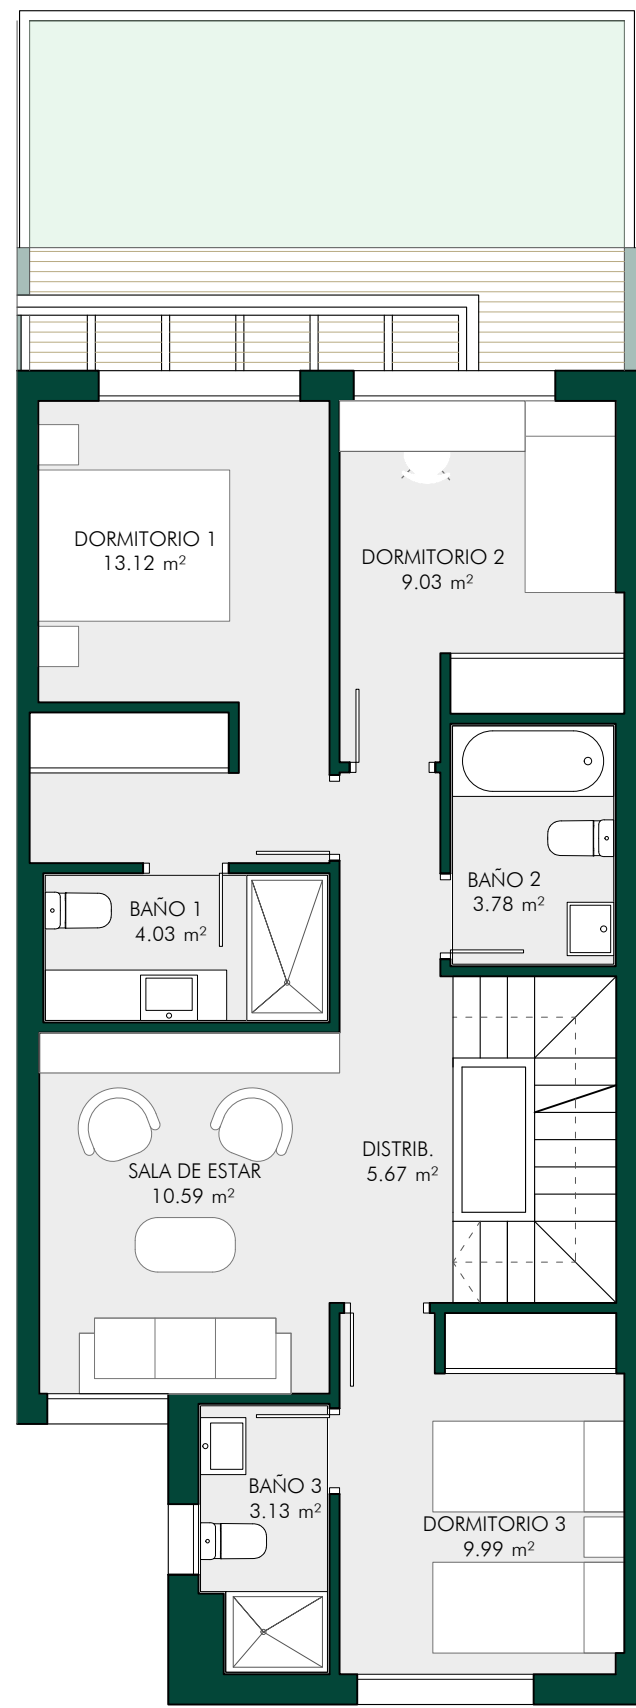 DORMITORIO 1
13.12 m²
DORMITORIO 2
9.03 m²
BAÑO 1
4.03 m²
BAÑO 2
3.78 m²
SALA DE ESTAR
10.59 m²
DISTRIB.
5.67 m²
BAÑO 3
3.13 m²
DORMITORIO 3
9.99 m²